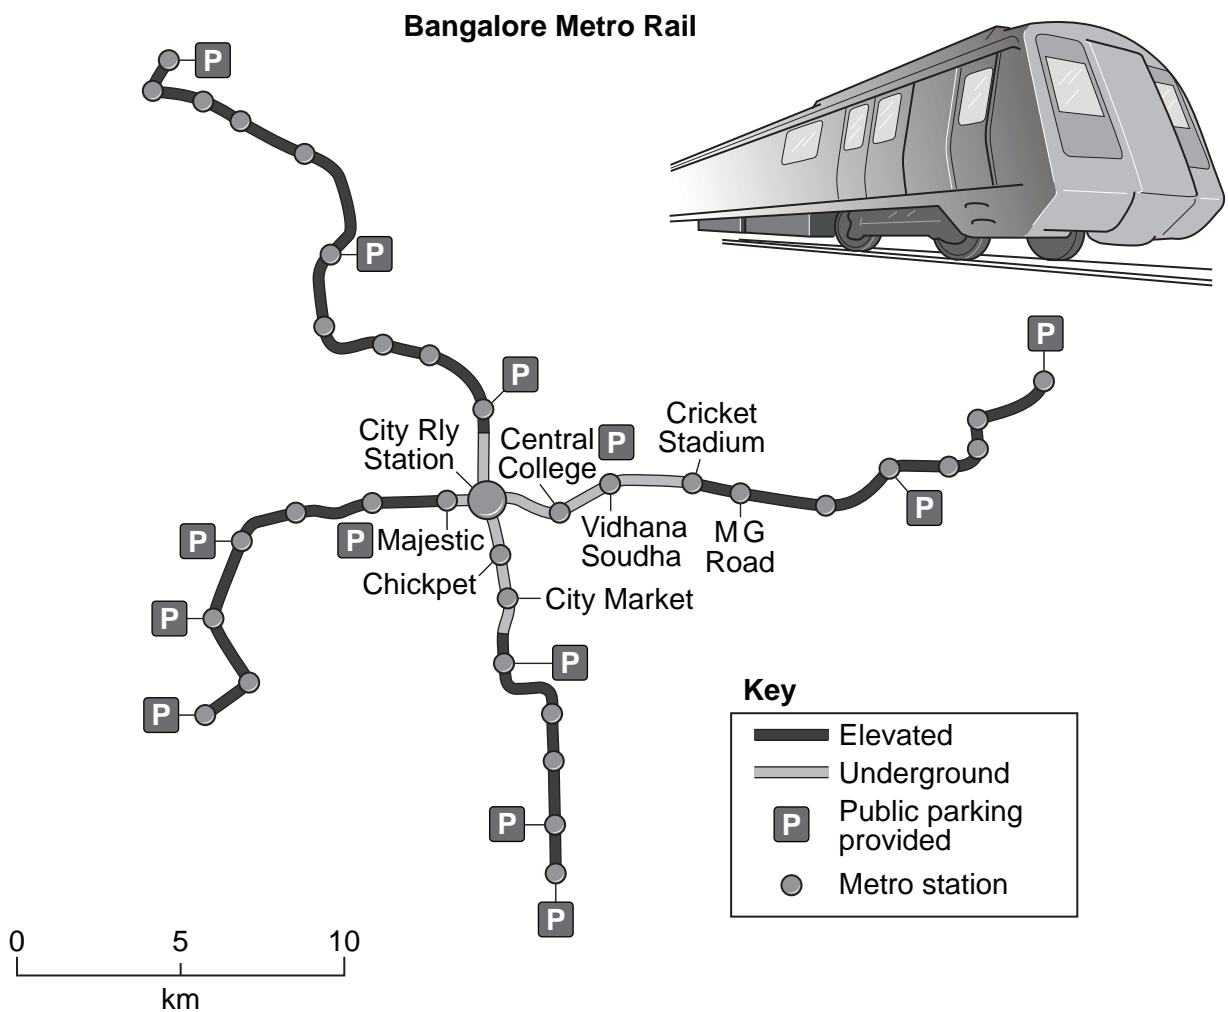 Bangalore Metro Rail
P
P
P
P
City Rly
Station
Central
College
P
Cricket
Stadium
P
P
P
Majestic
Vidhana
Soudha
M G
Road
Chickpet
City Market
P
P
P
P
P
Key
Elevated
Underground
P
Public parking
provided
Metro station
0 5 10
km